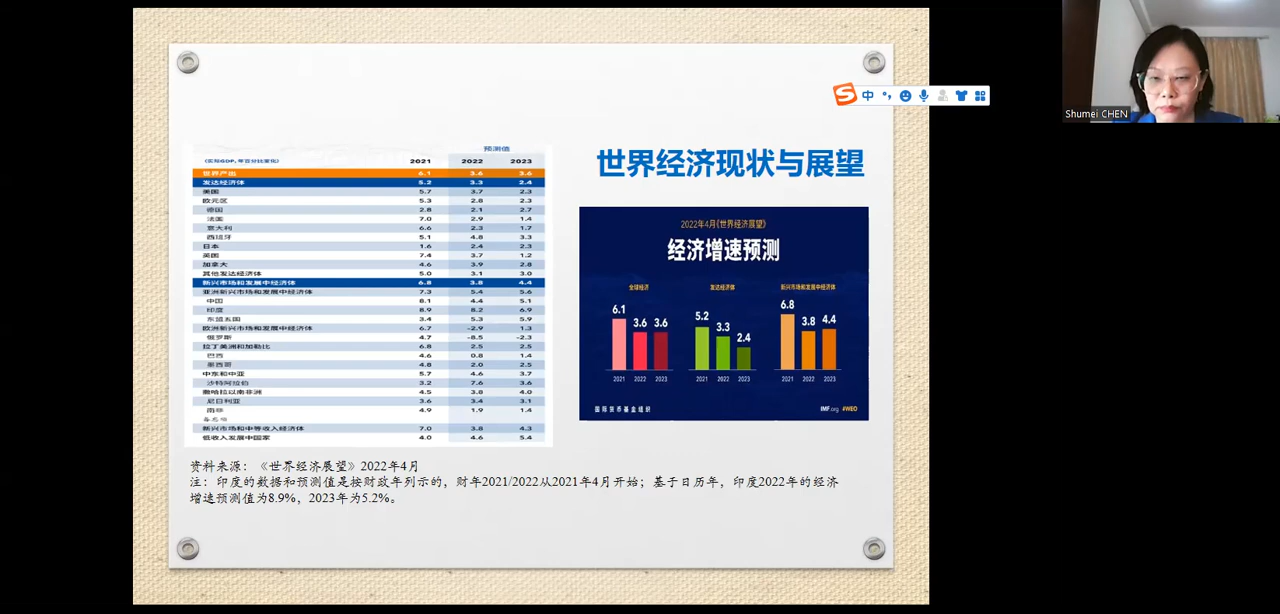 世界经济现状与展望
预测值
(实际GDP,年百分比变化) 2021 2022 2023
世界产出 6.1 3.6 3.6
发达经济体 5.2 3.3 2.4
美国 5.7 3.7 2.3
欧元区 5.3 2.8 2.3
德国 2.8 2.1 2.7
法国 7.0 2.9 1.4
意大利 6.6 2.3 1.7
西班牙 5.1 4.8 3.3
日本 1.6 2.4 2.3
英国 7.4 3.7 1.2
加拿大 4.6 3.9 2.8
其他发达经济体 5.0 3.1 3.0
新兴市场和发展中经济体 6.8 3.8 4.4
亚洲新兴市场和发展中经济体 7.3 5.4 5.6
中国 8.1 4.4 5.1
印度 8.9 8.2 6.9
东盟五国 3.4 5.3 5.9
欧洲新兴市场和发展中经济体 6.7 -2.9 1.3
俄罗斯 4.7 -8.5 -2.3
拉丁美洲和加勒比 6.8 2.5 2.5
巴西 4.6 0.8 1.4
墨西哥 4.8 2.0 2.5
中东和中亚 5.7 4.6 3.7
沙特阿拉伯 3.2 7.6 3.6
撒哈拉以南非洲 4.5 3.8 4.0
尼日利亚 3.6 3.4 3.1
南非 4.9 1.9 1.4
备忘项
新兴市场和中等收入经济体 7.0 3.8 4.3
低收入发展中国家 4.0 4.6 5.4
2022年4月《世界经济展望》
经济增速预测
全球经济 发达经济体 新兴市场和发展中经济体
6.1 3.6 3.6 5.2 3.3 2.4 6.8 3.8 4.4
2021 2022 2023 2021 2022 2023 2021 2022 2023
国际货币基金组织 IMF.org #WEO
资料来源：《世界经济展望》2022年4月
注：印度的数据和预测值是按财政年列示的，财年2021/2022从2021年4月开始；基于日历年，印度2022年的经济
增速预测值为8.9%，2023年为5.2%。
S 中
Shumei CHEN